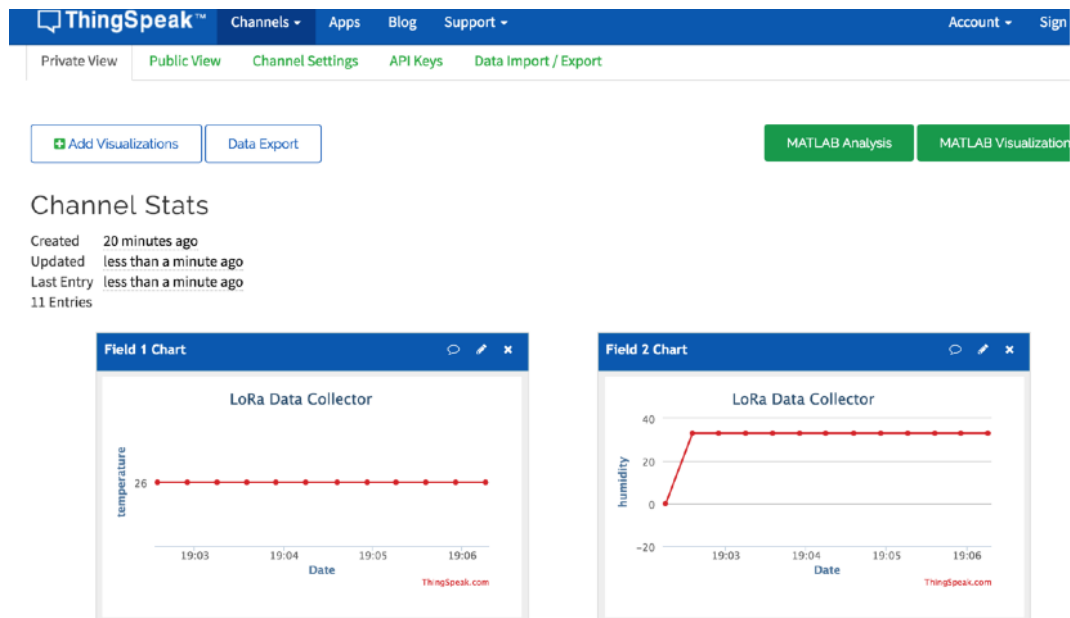 ThingSpeak™ Channels Apps Blog Support Account Sign
Private View Public View Channel Settings API Keys Data Import / Export
Add Visualizations Data Export MATLAB Analysis MATLAB Visualization
Channel Stats
Created 20 minutes ago
Updated less than a minute ago
Last Entry less than a minute ago
11 Entries
Field 1 Chart
LoRa Data Collector
temperature
26
19:03 19:04 19:05 19:06
Date
ThingSpeak.com
Field 2 Chart
LoRa Data Collector
humidity
40
20
0
-20
19:03 19:04 19:05 19:06
Date
ThingSpeak.com